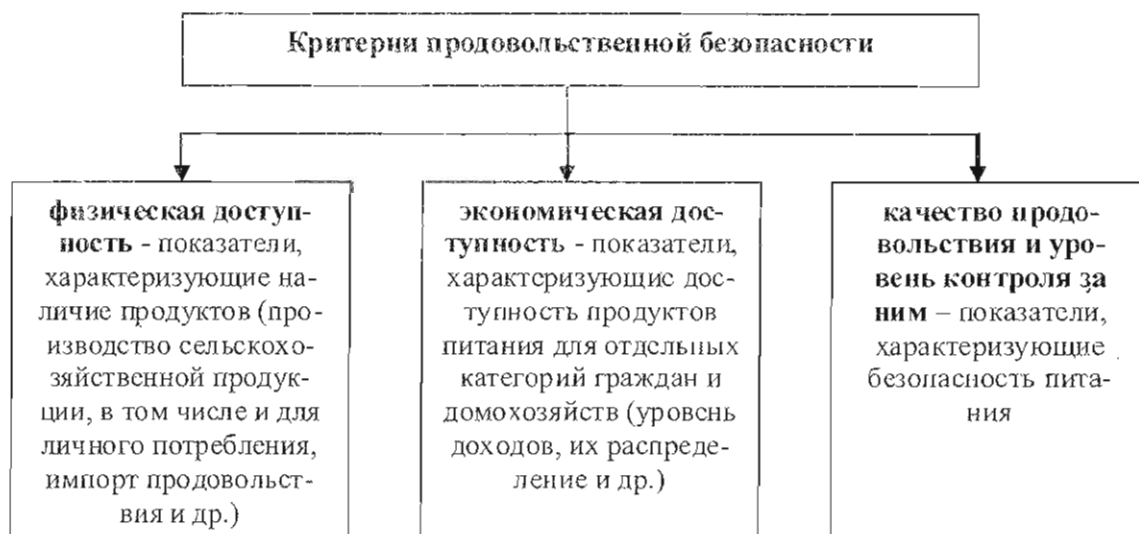 Критерии продовольственной безопасности
физическая доступ-
ность - показатели,
характеризующие на-
личие продуктов (про-
изводство сельскохо-
зяйственной продук-
ции, в том числе и для
личного потребления,
импорт продовольст-
вия и др.)
экономическая дос-
тупность - показатели,
характеризующие дос-
тупность продуктов
питания для отдельных
категорий граждан и
домохозяйств (уровень
доходов, их распреде-
ление и др.)
качество продо-
вольствия и уро-
вень контроля за
ним – показатели,
характеризующие
безопасность пита-
ния